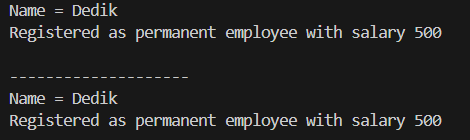 Name = Dedik
Registered as permanent employee with salary 500
--------------------
Name = Dedik
Registered as permanent employee with salary 500